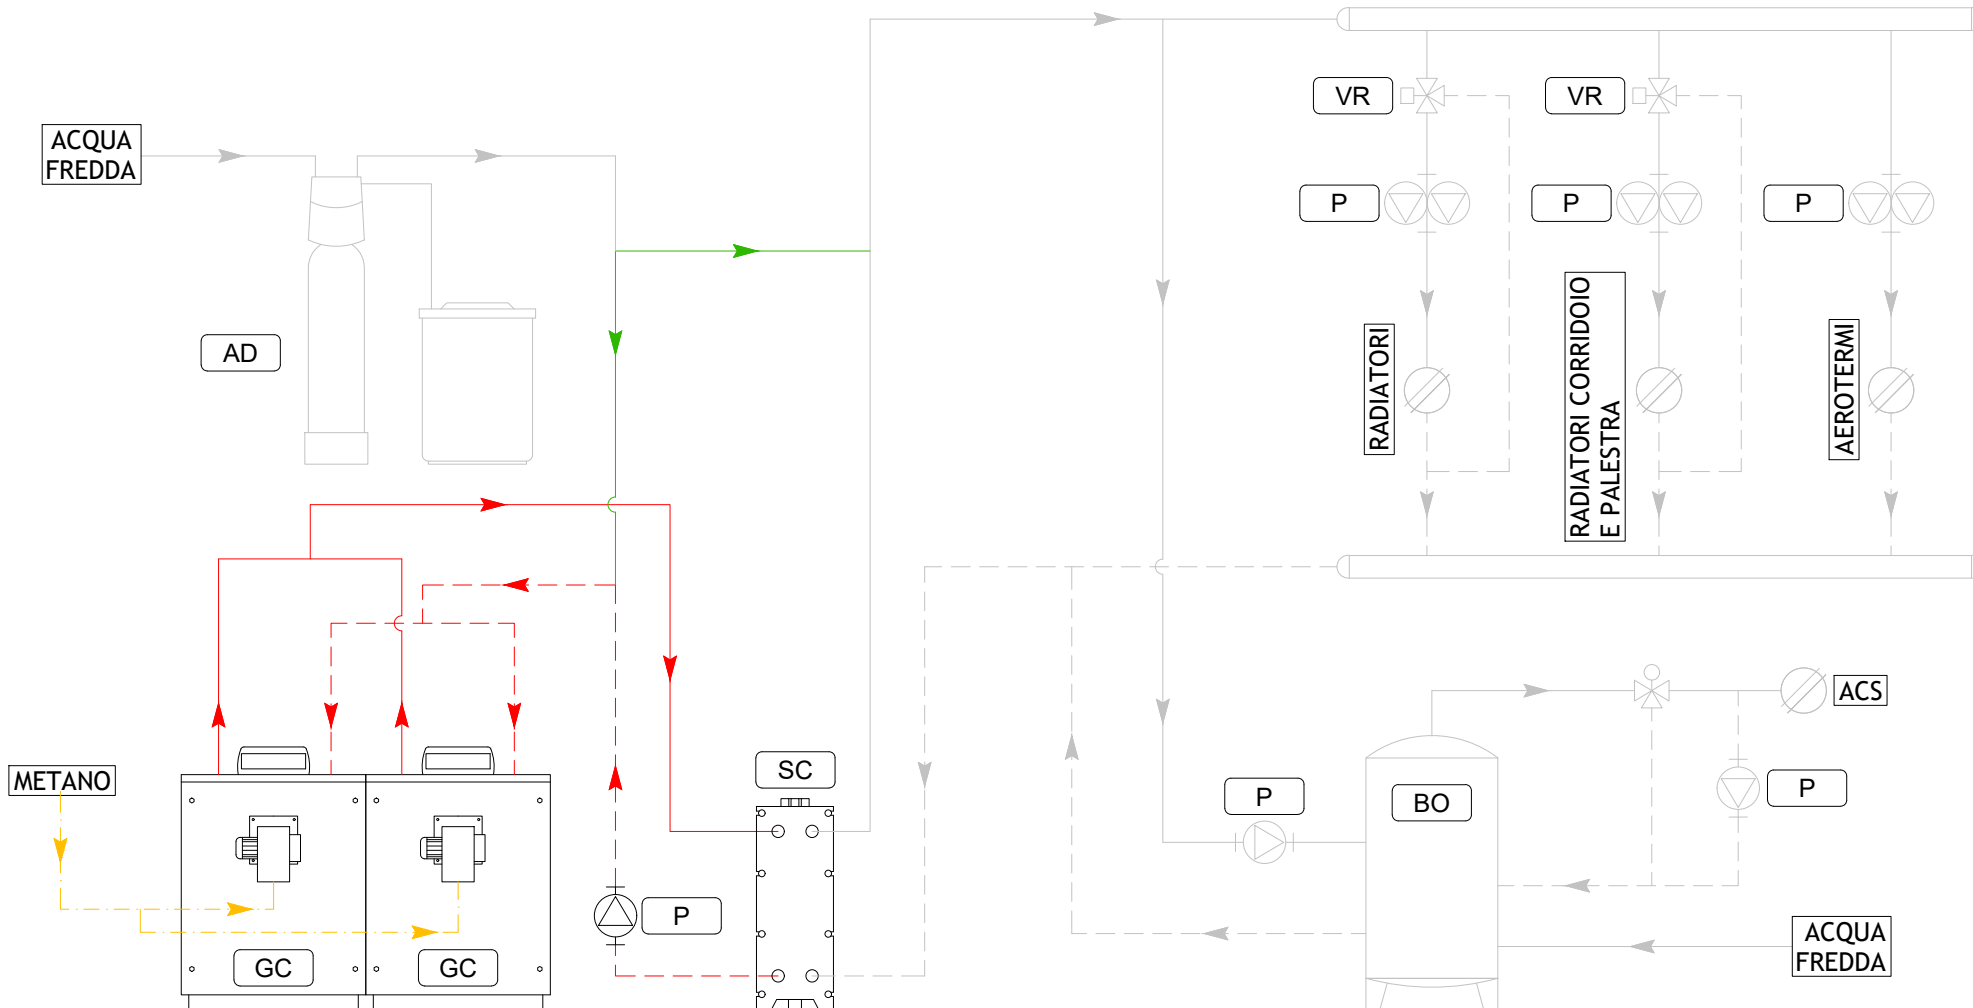 VR
VR
ACQUA
FREDDA
P
P
P
AD
RADIATORI
RADIATORI CORRIDOIO
E PALESTRA
AEROTERMI
ACS
METANO
SC
P
BO
P
P
GC
GC
ACQUA
FREDDA